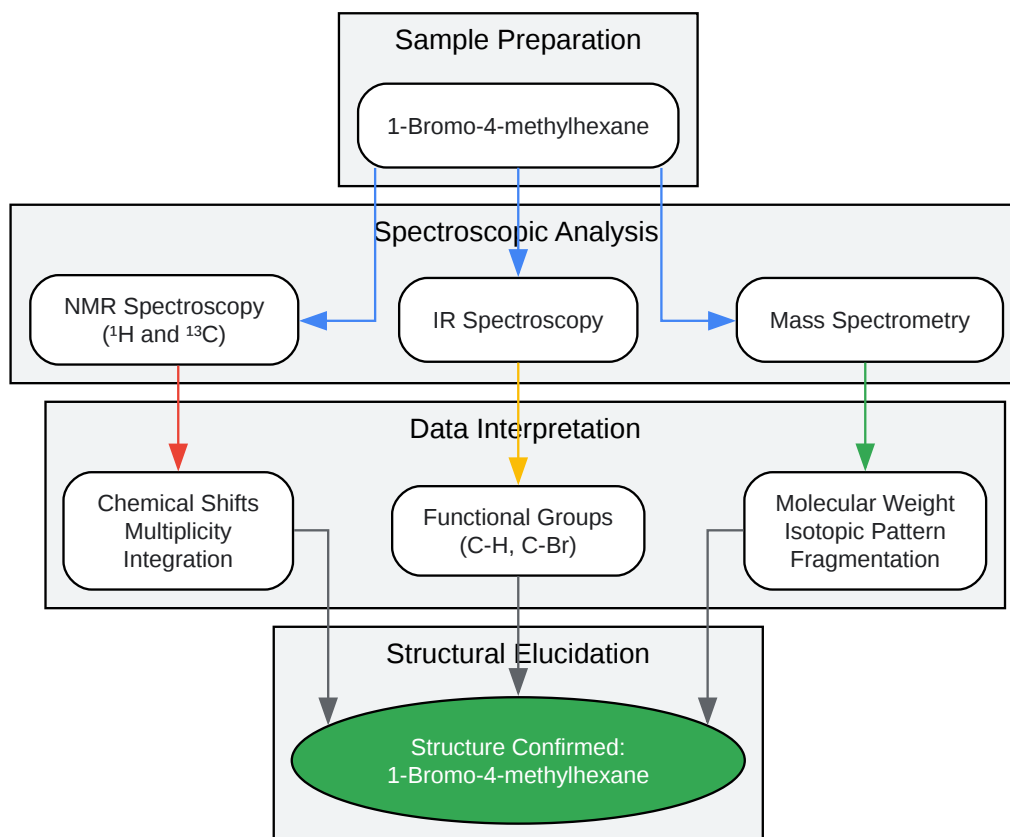 Sample Preparation
1-Bromo-4-methylhexane
Spectroscopic Analysis
NMR Spectroscopy
(¹H and ¹³C)
IR Spectroscopy
Mass Spectrometry
Data Interpretation
Chemical Shifts
Multiplicity
Integration
Functional Groups
(C-H, C-Br)
Molecular Weight
Isotopic Pattern
Fragmentation
Structural Elucidation
Structure Confirmed:
1-Bromo-4-methylhexane